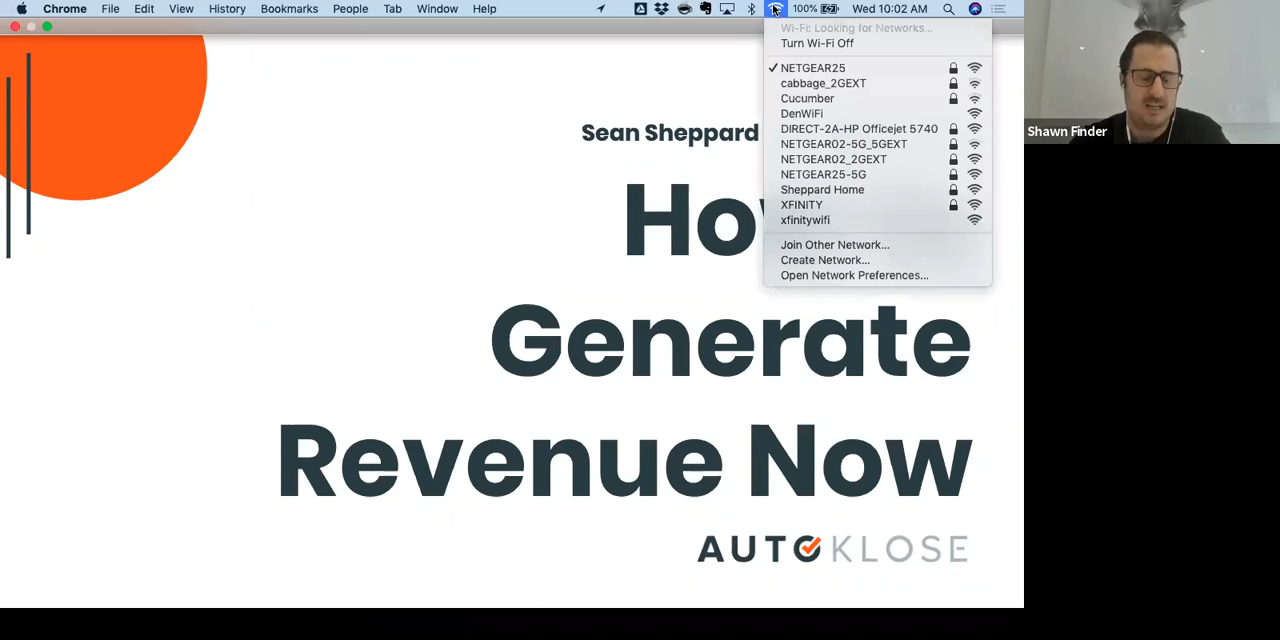 Chrome File Edit View History Bookmarks People Tab Window Help 100% Wed 10:02 AM
Wi-Fi: Looking for Networks...
Turn Wi-Fi Off
NETGEAR25
cabbage_2GEXT
Cucumber
DenWiFi
DIRECT-2A-HP Officejet 5740
NETGEAR02-5G_5GEXT
NETGEAR02_2GEXT
NETGEAR25-5G
Sheppard Home
XFINITY
xfinitywifi
Join Other Network...
Create Network...
Open Network Preferences...
Shawn Finder
Sean Sheppard
Ho
Generate
Revenue Now
AUTOKLOSE